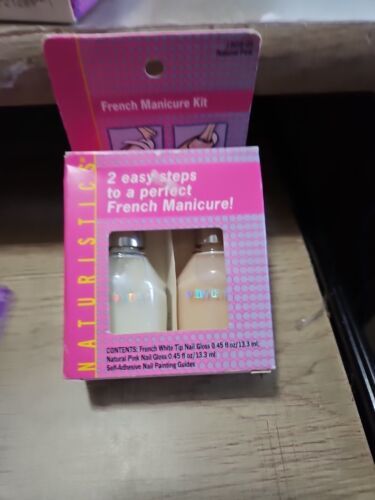 Natural Pink
French Manicure Kit
NATURISTICS®
2 easy steps
to a perfect
French Manicure!
CONTENTS: French White Tip Nail Gloss 0.45 fl oz/13.3 ml,
Natural Pink Nail Gloss 0.45 fl oz/13.3 ml,
Self-Adhesive Nail Painting Guides